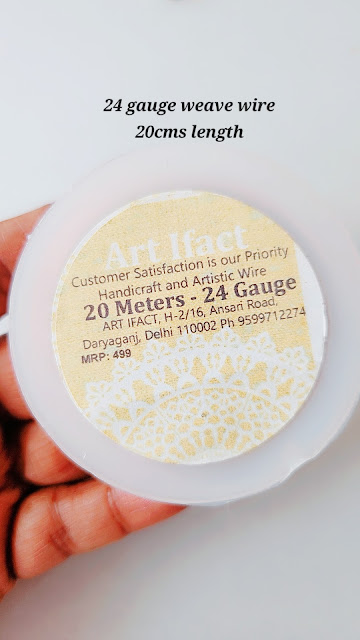 24 gauge weave wire
20cms length
Art Ifact
Customer Satisfaction is our Priority
Handicraft and Artistic Wire
20 Meters - 24 Gauge
ART IFACT, H-2/16, Ansari Road,
Daryaganj, Delhi 110002 Ph 9599712274
MRP: 499